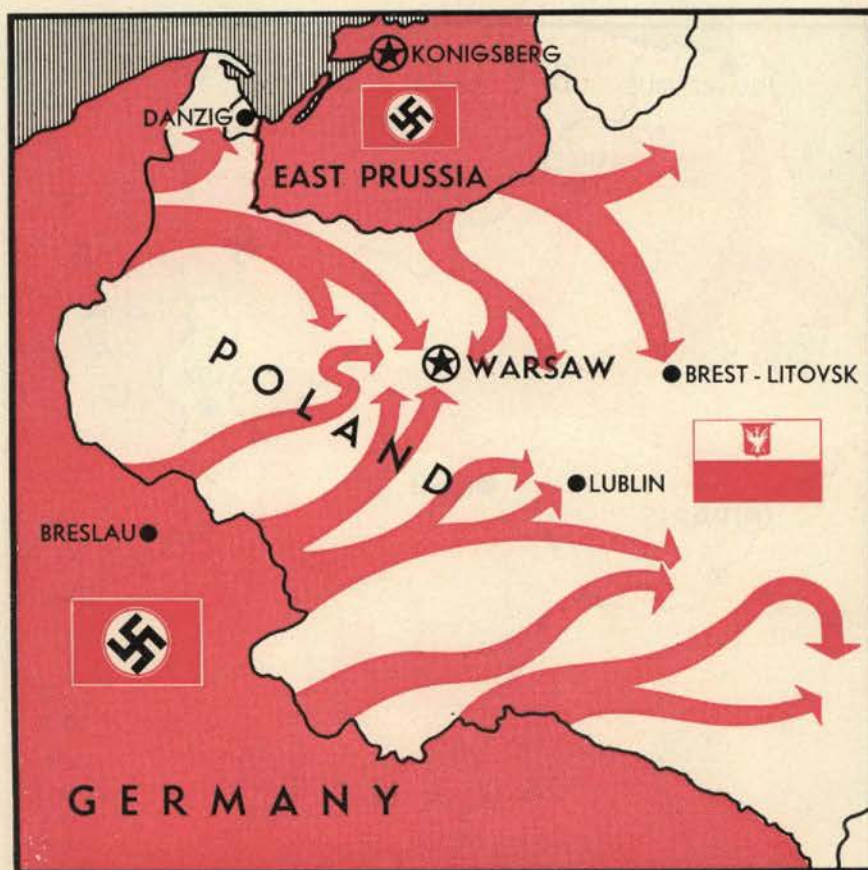 KONIGSBERG
DANZIG
EAST PRUSSIA
POLAND
WARSAW
BREST - LITOVSK
LUBLIN
BRESLAU
GERMANY